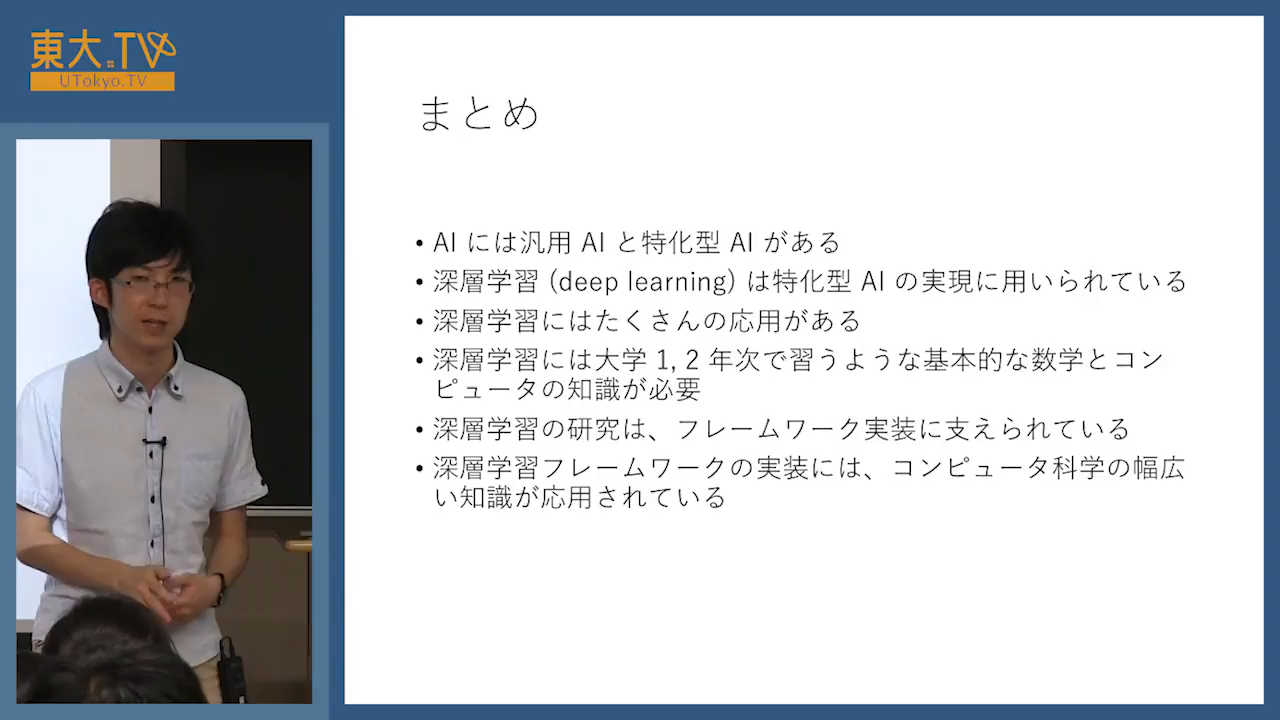 東大.TV
UTokyo.TV
まとめ
• AI には汎用 AI と特化型 AI がある
• 深層学習 (deep learning) は特化型 AI の実現に用いられている
• 深層学習にはたくさんの応用がある
• 深層学習には大学 1, 2 年次で習うような基本的な数学とコン
ピュータの知識が必要
• 深層学習の研究は、フレームワーク実装に支えられている
• 深層学習フレームワークの実装には、コンピュータ科学の幅広
い知識が応用されている